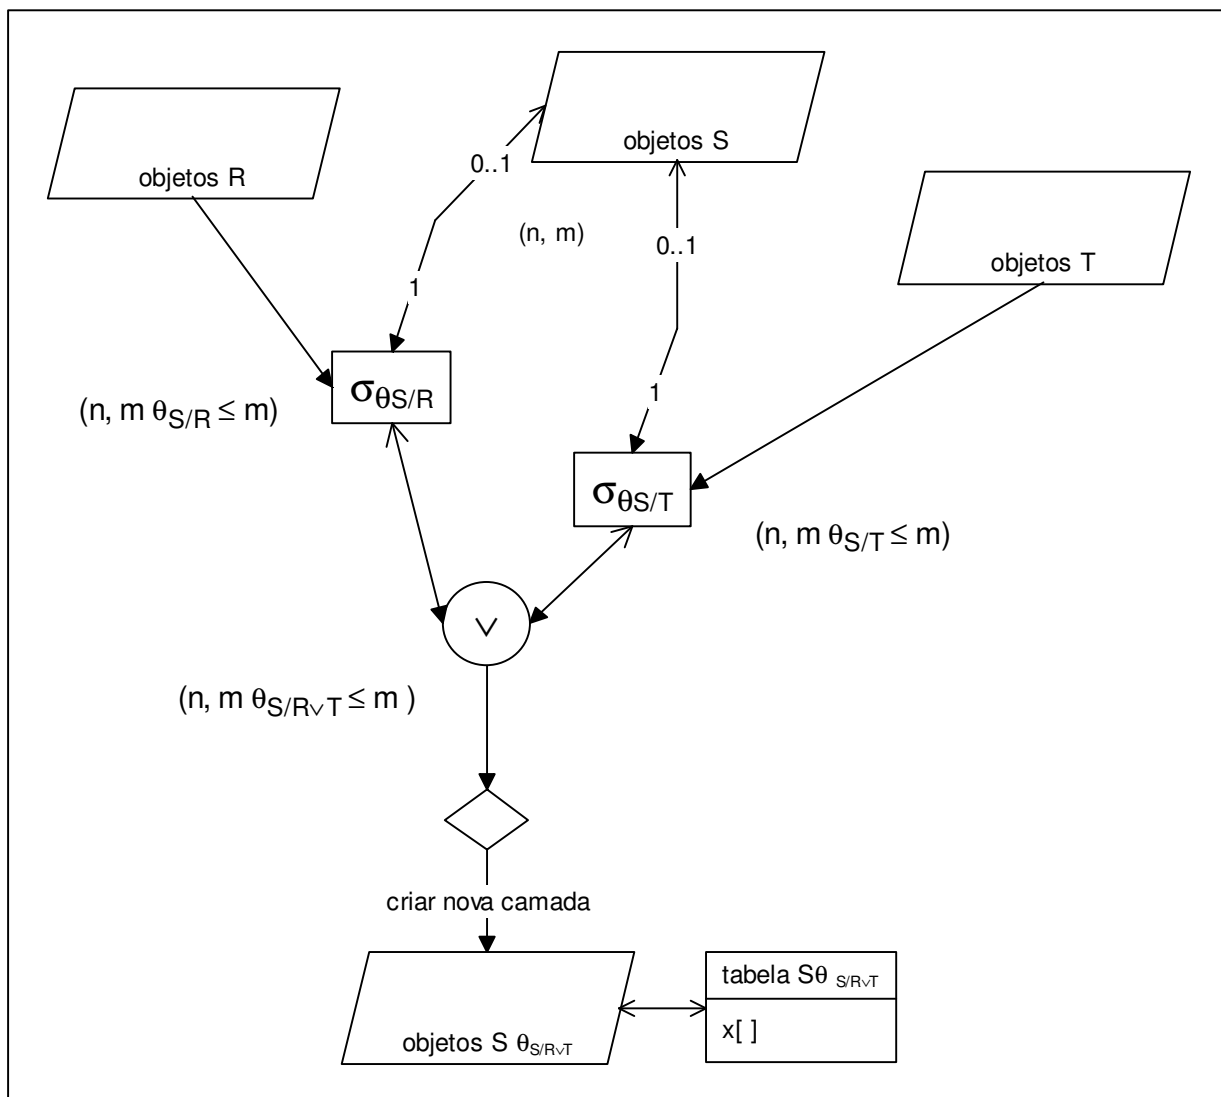 objetos S
objetos R
0..1
(n, m)
0..1
objetos T
1
σθS/R
(n, m θS/R ≤ m)
1
σθS/T
(n, m θS/T ≤ m)
∨
(n, m θS/R∨T ≤ m )
criar nova camada
tabela Sθ S/R∨T
x[ ]
objetos S θS/R∨T